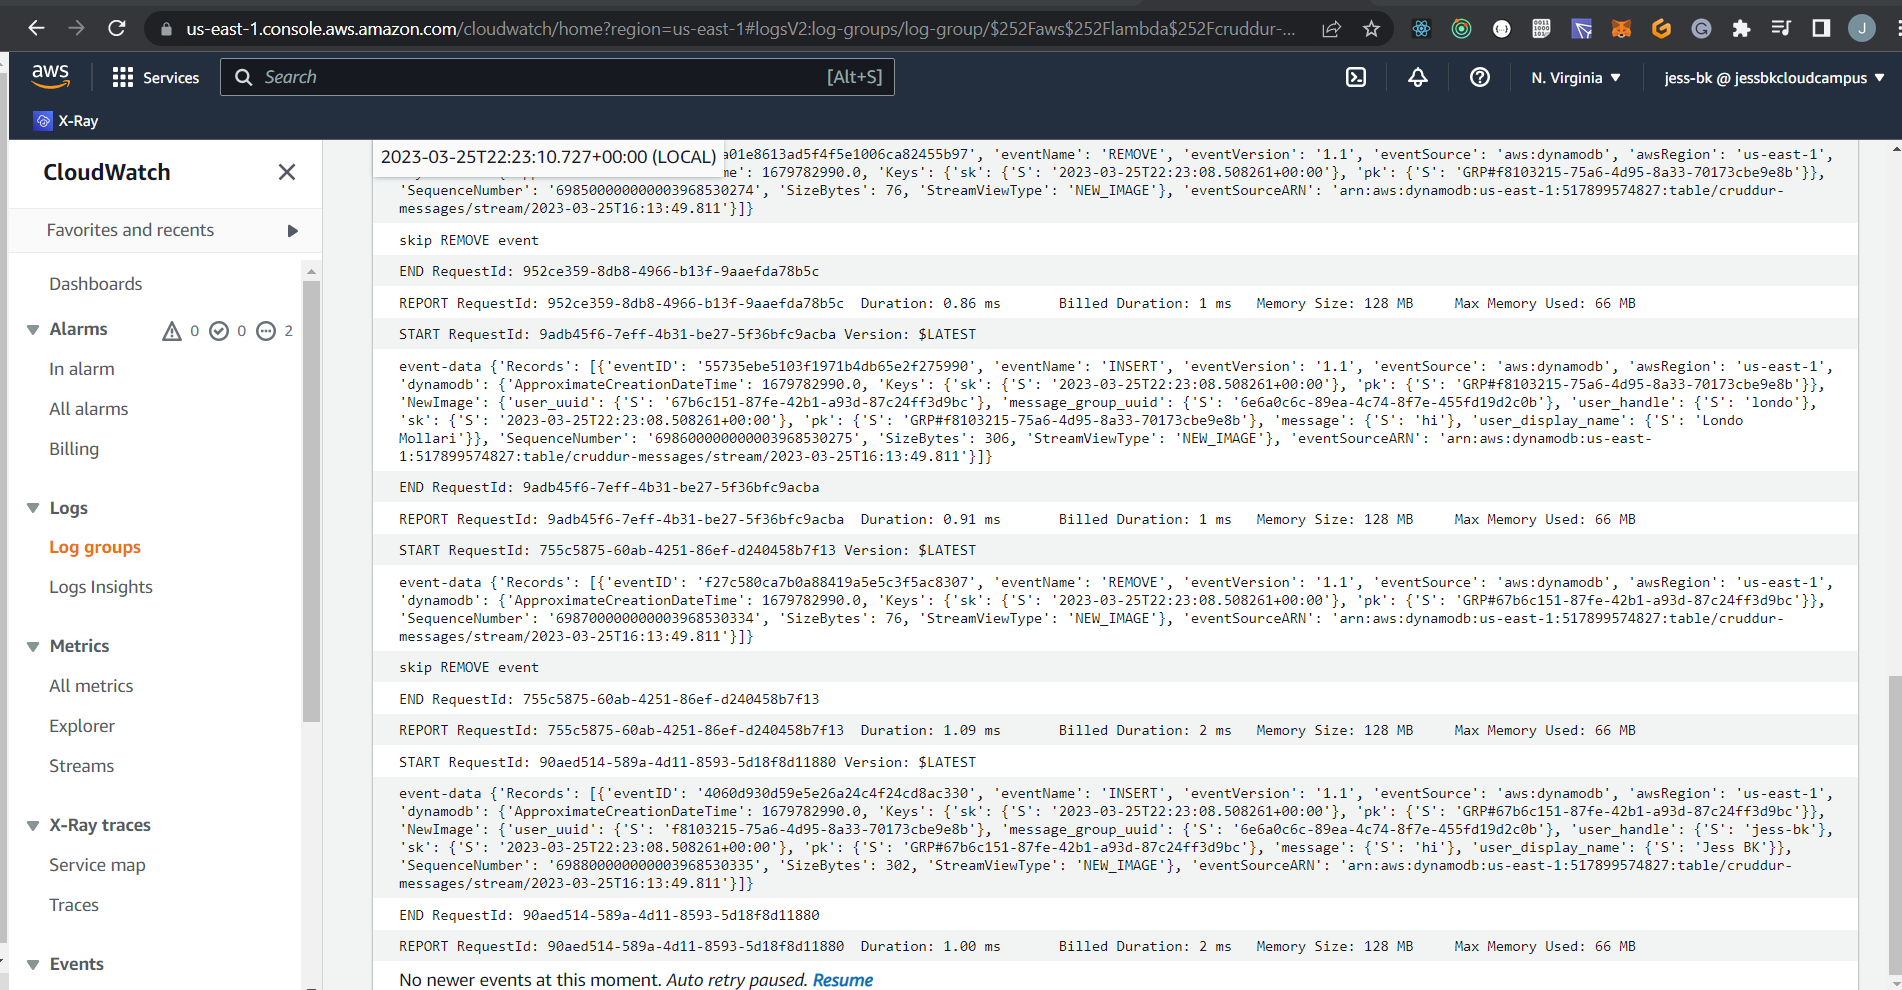 us-east-1.console.aws.amazon.com/cloudwatch/home?region=us-east-1#logsV2:log-groups/log-group/$252Faws$252Flambda$252Fcruddur-...
J
aws
Services
Search
[Alt+S]
N. Virginia
jess-bk @ jessbkcloudcampus
X-Ray
CloudWatch
Favorites and recents
Dashboards
Alarms 0 0 2
In alarm
All alarms
Billing
Logs
Log groups
Logs Insights
Metrics
All metrics
Explorer
Streams
X-Ray traces
Service map
Traces
Events
2023-03-25T22:23:10.727+00:00 (LOCAL)
a01e8613ad5f4f5e1006ca82455b97', 'eventName': 'REMOVE', 'eventVersion': '1.1', 'eventSource': 'aws:dynamodb', 'awsRegion': 'us-east-1',
me': 1679782990.0, 'Keys': {'sk': {'S': '2023-03-25T22:23:08.508261+00:00'}, 'pk': {'S': 'GRP#f8103215-75a6-4d95-8a33-70173cbe9e8b'}},
'SequenceNumber': '698500000000003968530274', 'SizeBytes': 76, 'StreamViewType': 'NEW_IMAGE'}, 'eventSourceARN': 'arn:aws:dynamodb:us-east-1:517899574827:table/cruddur-
messages/stream/2023-03-25T16:13:49.811'}]}
skip REMOVE event
END RequestId: 952ce359-8db8-4966-b13f-9aaefda78b5c
REPORT RequestId: 952ce359-8db8-4966-b13f-9aaefda78b5c Duration: 0.86 ms Billed Duration: 1 ms Memory Size: 128 MB Max Memory Used: 66 MB
START RequestId: 9adb45f6-7eff-4b31-be27-5f36bfc9acba Version: $LATEST
event-data {'Records': [{'eventID': '55735ebe5103f1971b4db65e2f275990', 'eventName': 'INSERT', 'eventVersion': '1.1', 'eventSource': 'aws:dynamodb', 'awsRegion': 'us-east-1',
'dynamodb': {'ApproximateCreationDateTime': 1679782990.0, 'Keys': {'sk': {'S': '2023-03-25T22:23:08.508261+00:00'}, 'pk': {'S': 'GRP#f8103215-75a6-4d95-8a33-70173cbe9e8b'}},
'NewImage': {'user_uuid': {'S': '67b6c151-87fe-42b1-a93d-87c24ff3d9bc'}, 'message_group_uuid': {'S': '6e6a0c6c-89ea-4c74-8f7e-455fd19d2c0b'}, 'user_handle': {'S': 'londo'},
'sk': {'S': '2023-03-25T22:23:08.508261+00:00'}, 'pk': {'S': 'GRP#f8103215-75a6-4d95-8a33-70173cbe9e8b'}, 'message': {'S': 'hi'}, 'user_display_name': {'S': 'Londo
Mollari'}}, 'SequenceNumber': '698600000000003968530275', 'SizeBytes': 306, 'StreamViewType': 'NEW_IMAGE'}, 'eventSourceARN': 'arn:aws:dynamodb:us-east-
1:517899574827:table/cruddur-messages/stream/2023-03-25T16:13:49.811'}]}
END RequestId: 9adb45f6-7eff-4b31-be27-5f36bfc9acba
REPORT RequestId: 9adb45f6-7eff-4b31-be27-5f36bfc9acba Duration: 0.91 ms Billed Duration: 1 ms Memory Size: 128 MB Max Memory Used: 66 MB
START RequestId: 755c5875-60ab-4251-86ef-d240458b7f13 Version: $LATEST
event-data {'Records': [{'eventID': 'f27c580ca7b0a88419a5e5c3f5ac8307', 'eventName': 'REMOVE', 'eventVersion': '1.1', 'eventSource': 'aws:dynamodb', 'awsRegion': 'us-east-1',
'dynamodb': {'ApproximateCreationDateTime': 1679782990.0, 'Keys': {'sk': {'S': '2023-03-25T22:23:08.508261+00:00'}, 'pk': {'S': 'GRP#67b6c151-87fe-42b1-a93d-87c24ff3d9bc'}},
'SequenceNumber': '698700000000003968530334', 'SizeBytes': 76, 'StreamViewType': 'NEW_IMAGE'}, 'eventSourceARN': 'arn:aws:dynamodb:us-east-1:517899574827:table/cruddur-
messages/stream/2023-03-25T16:13:49.811'}]}
skip REMOVE event
END RequestId: 755c5875-60ab-4251-86ef-d240458b7f13
REPORT RequestId: 755c5875-60ab-4251-86ef-d240458b7f13 Duration: 1.09 ms Billed Duration: 2 ms Memory Size: 128 MB Max Memory Used: 66 MB
START RequestId: 90aed514-589a-4d11-8593-5d18f8d11880 Version: $LATEST
event-data {'Records': [{'eventID': '4060d930d59e5e26a24c4f24cd8ac330', 'eventName': 'INSERT', 'eventVersion': '1.1', 'eventSource': 'aws:dynamodb', 'awsRegion': 'us-east-1',
'dynamodb': {'ApproximateCreationDateTime': 1679782990.0, 'Keys': {'sk': {'S': '2023-03-25T22:23:08.508261+00:00'}, 'pk': {'S': 'GRP#67b6c151-87fe-42b1-a93d-87c24ff3d9bc'}},
'NewImage': {'user_uuid': {'S': 'f8103215-75a6-4d95-8a33-70173cbe9e8b'}, 'message_group_uuid': {'S': '6e6a0c6c-89ea-4c74-8f7e-455fd19d2c0b'}, 'user_handle': {'S': 'jess-bk'},
'sk': {'S': '2023-03-25T22:23:08.508261+00:00'}, 'pk': {'S': 'GRP#67b6c151-87fe-42b1-a93d-87c24ff3d9bc'}, 'message': {'S': 'hi'}, 'user_display_name': {'S': 'Jess BK'}},
'SequenceNumber': '698800000000003968530335', 'SizeBytes': 302, 'StreamViewType': 'NEW_IMAGE'}, 'eventSourceARN': 'arn:aws:dynamodb:us-east-1:517899574827:table/cruddur-
messages/stream/2023-03-25T16:13:49.811'}]}
END RequestId: 90aed514-589a-4d11-8593-5d18f8d11880
REPORT RequestId: 90aed514-589a-4d11-8593-5d18f8d11880 Duration: 1.00 ms Billed Duration: 2 ms Memory Size: 128 MB Max Memory Used: 66 MB
No newer events at this moment. Auto retry paused. Resume